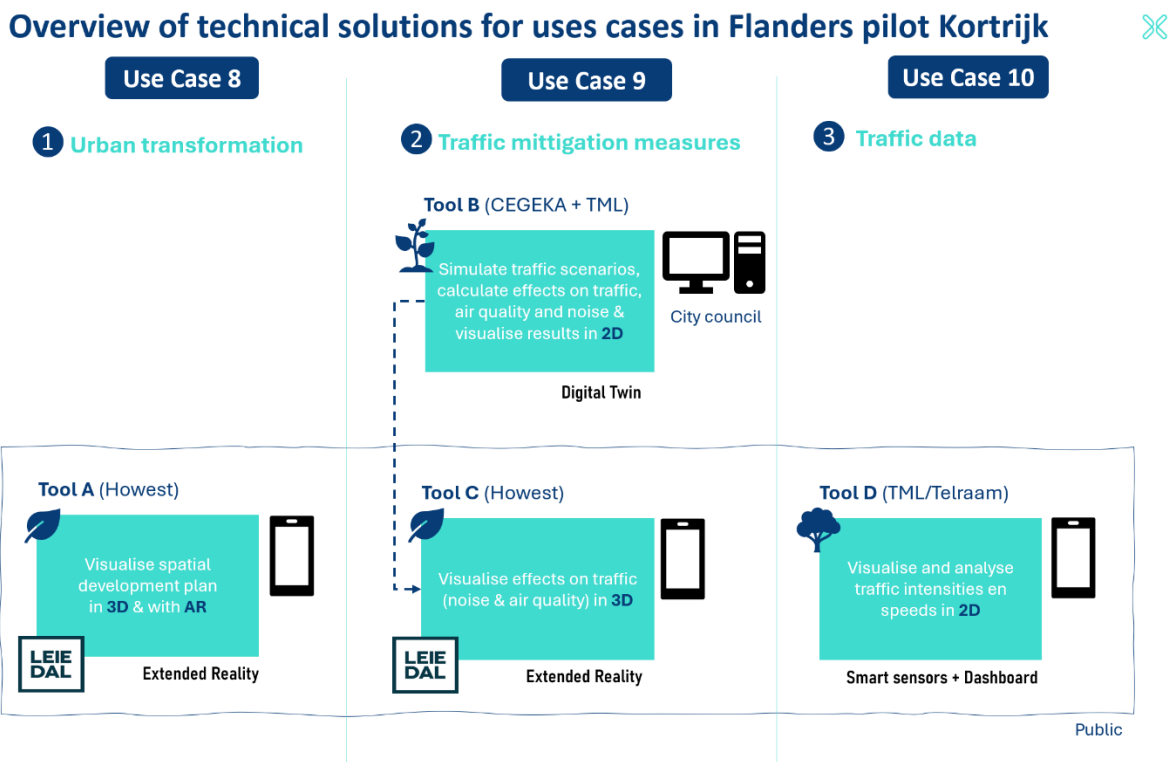 Overview of technical solutions for uses cases in Flanders pilot Kortrijk
Use Case 8
Use Case 9
Use Case 10
1 Urban transformation
2 Traffic mittigation measures
3 Traffic data
Tool B (CEGEKA + TML)
Simulate traffic scenarios,
calculate effects on traffic,
air quality and noise &
visualise results in 2D
City council
Digital Twin
Tool A (Howest)
Visualise spatial
development plan
in 3D & with AR
LEIE
DAL
Extended Reality
Tool C (Howest)
Visualise effects on traffic
(noise & air quality) in 3D
LEIE
DAL
Extended Reality
Tool D (TML/Telraam)
Visualise and analyse
traffic intensities en
speeds in 2D
Smart sensors + Dashboard
Public